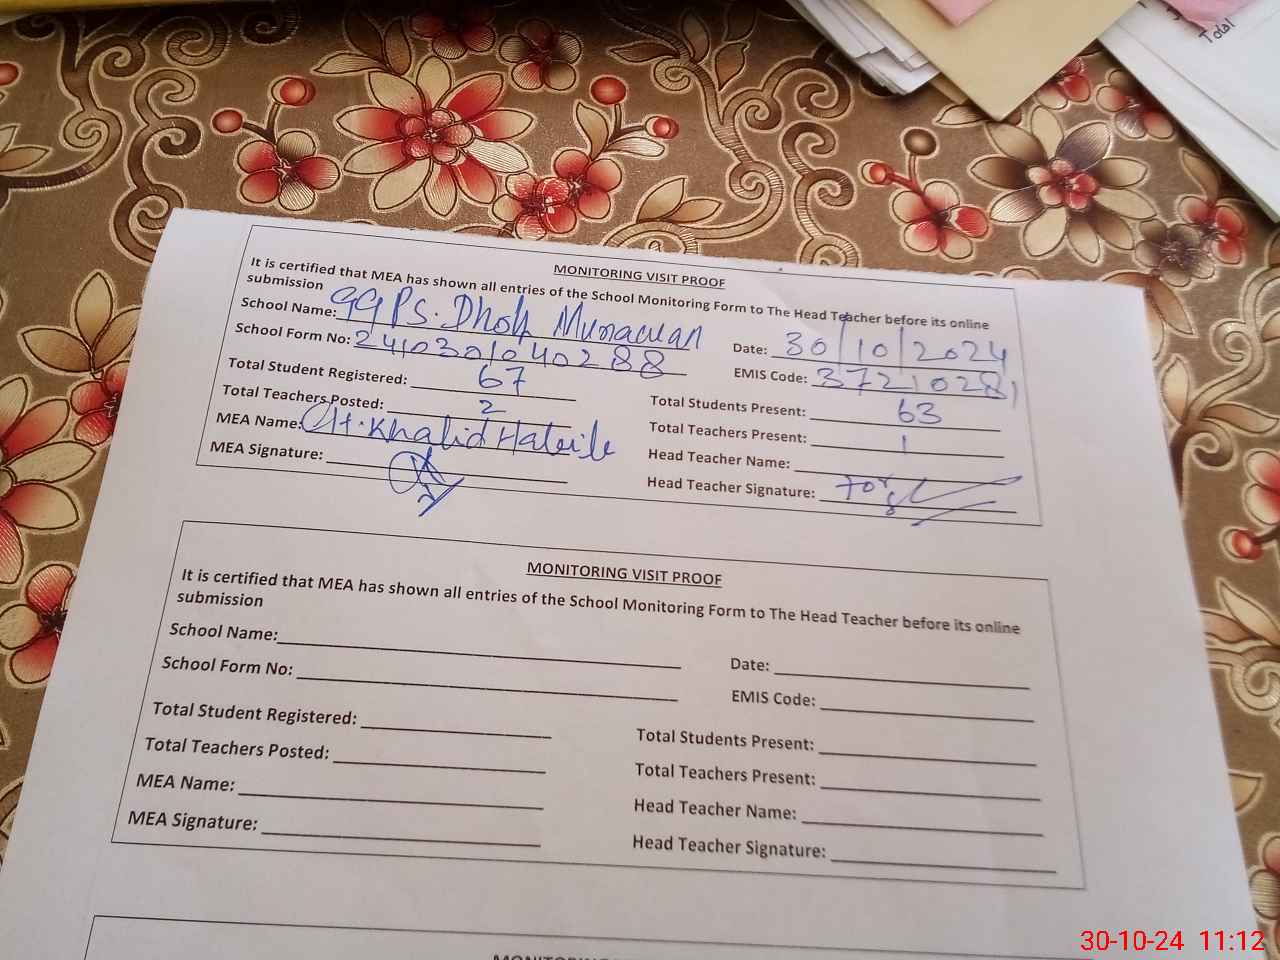 Total
MONITORING VISIT PROOF
It is certified that MEA has shown all entries of the School Monitoring Form to The Head Teacher before its online
submission
School Name: GGPS. Dhok Munawan
Date: 30/10/2024
School Form No: 2410301040288
EMIS Code: 37210281
Total Student Registered: 67
Total Students Present: 63
Total Teachers Posted: 2
Total Teachers Present: 1
MEA Name: Ch. Khalid
Head Teacher Name:
MEA Signature:
Head Teacher Signature:
MONITORING VISIT PROOF
It is certified that MEA has shown all entries of the School Monitoring Form to The Head Teacher before its online
submission
School Name:
Date:
School Form No:
EMIS Code:
Total Student Registered:
Total Students Present:
Total Teachers Posted:
Total Teachers Present:
MEA Name:
Head Teacher Name:
MEA Signature:
Head Teacher Signature:
30-10-24 11:12